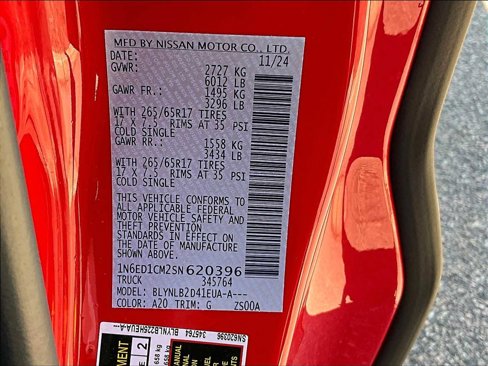 MFD BY NISSAN MOTOR CO., LTD.
DATE: 11/24
GVWR: 2727 KG
6012 LB
GAWR FR.: 1495 KG
3296 LB
WITH 265/65R17 TIRES
17 X 7.5 RIMS AT 35 PSI
COLD SINGLE
GAWR RR.: 1558 KG
3434 LB
WITH 265/65R17 TIRES
17 X 7.5 RIMS AT 35 PSI
COLD SINGLE
THIS VEHICLE CONFORMS TO
ALL APPLICABLE FEDERAL
MOTOR VEHICLE SAFETY AND
THEFT PREVENTION
STANDARDS IN EFFECT ON
THE DATE OF MANUFACTURE
SHOWN ABOVE.
1N6ED1CM2SN620396
TRUCK 345764
MODEL: BLYNLB2D41EUA-A---
COLOR: A20 TRIM: G ZS00A
SN620396
345764
2